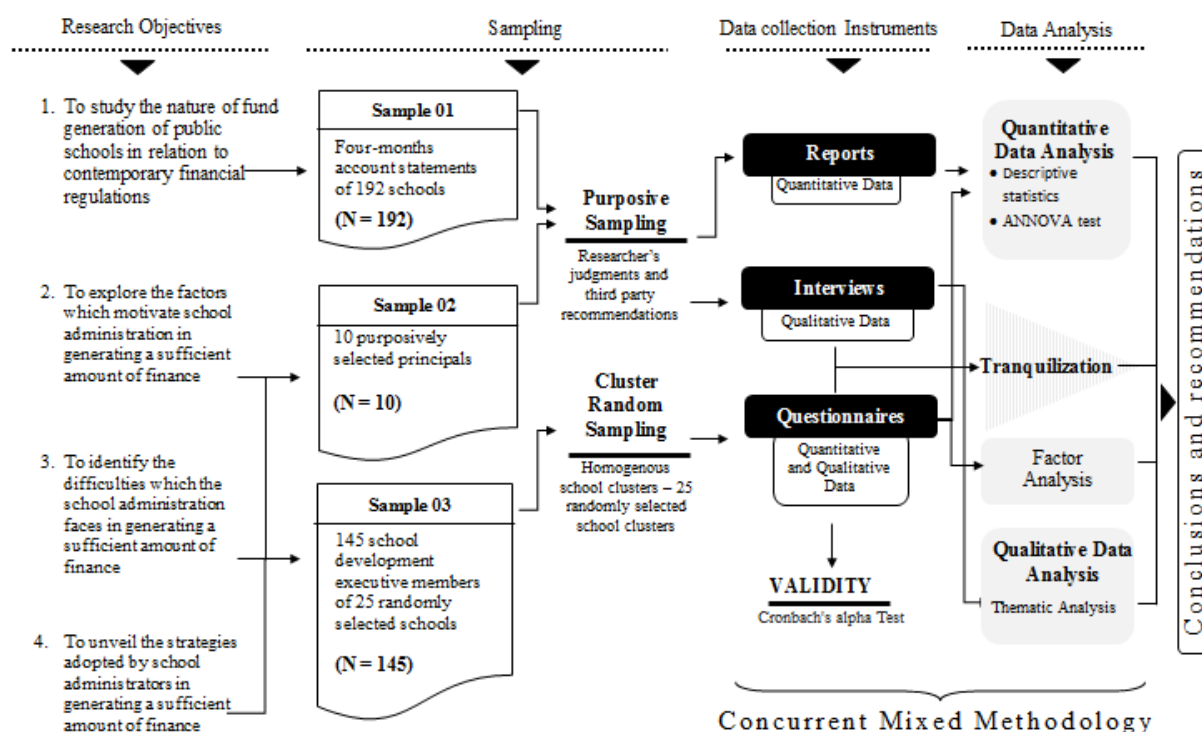 Research Objectives
Sampling
Data collection Instruments
Data Analysis
1. To study the nature of fund
generation of public
schools in relation to
contemporary financial
regulations
2. To explore the factors
which motivate school
administration in
generating a sufficient
amount of finance
3. To identify the
difficulties which the
school administration
faces in generating a
sufficient amount of
finance
4. To unveil the strategies
adopted by school
administrators in
generating a sufficient
amount of finance
Sample 01
Four-months
account statements
of 192 schools
(N = 192)
Sample 02
10 purposively
selected principals
(N = 10)
Sample 03
145 school
development
executive members
of 25 randomly
selected schools
(N = 145)
Purposive
Sampling
Researcher's
judgments and
third party
recommendations
Cluster
Random
Sampling
Homogenous
school clusters – 25
randomly selected
school clusters
Reports
Quantitative Data
Interviews
Qualitative Data
Questionnaires
Quantitative
and Qualitative
Data
VALIDITY
Cronbach's alpha Test
Quantitative
Data Analysis
• Descriptive
statistics
• ANNOVA test
Tranquilization
Factor
Analysis
Qualitative Data
Analysis
Thematic Analysis
Conclusions and recommendations
Concurrent Mixed Methodology